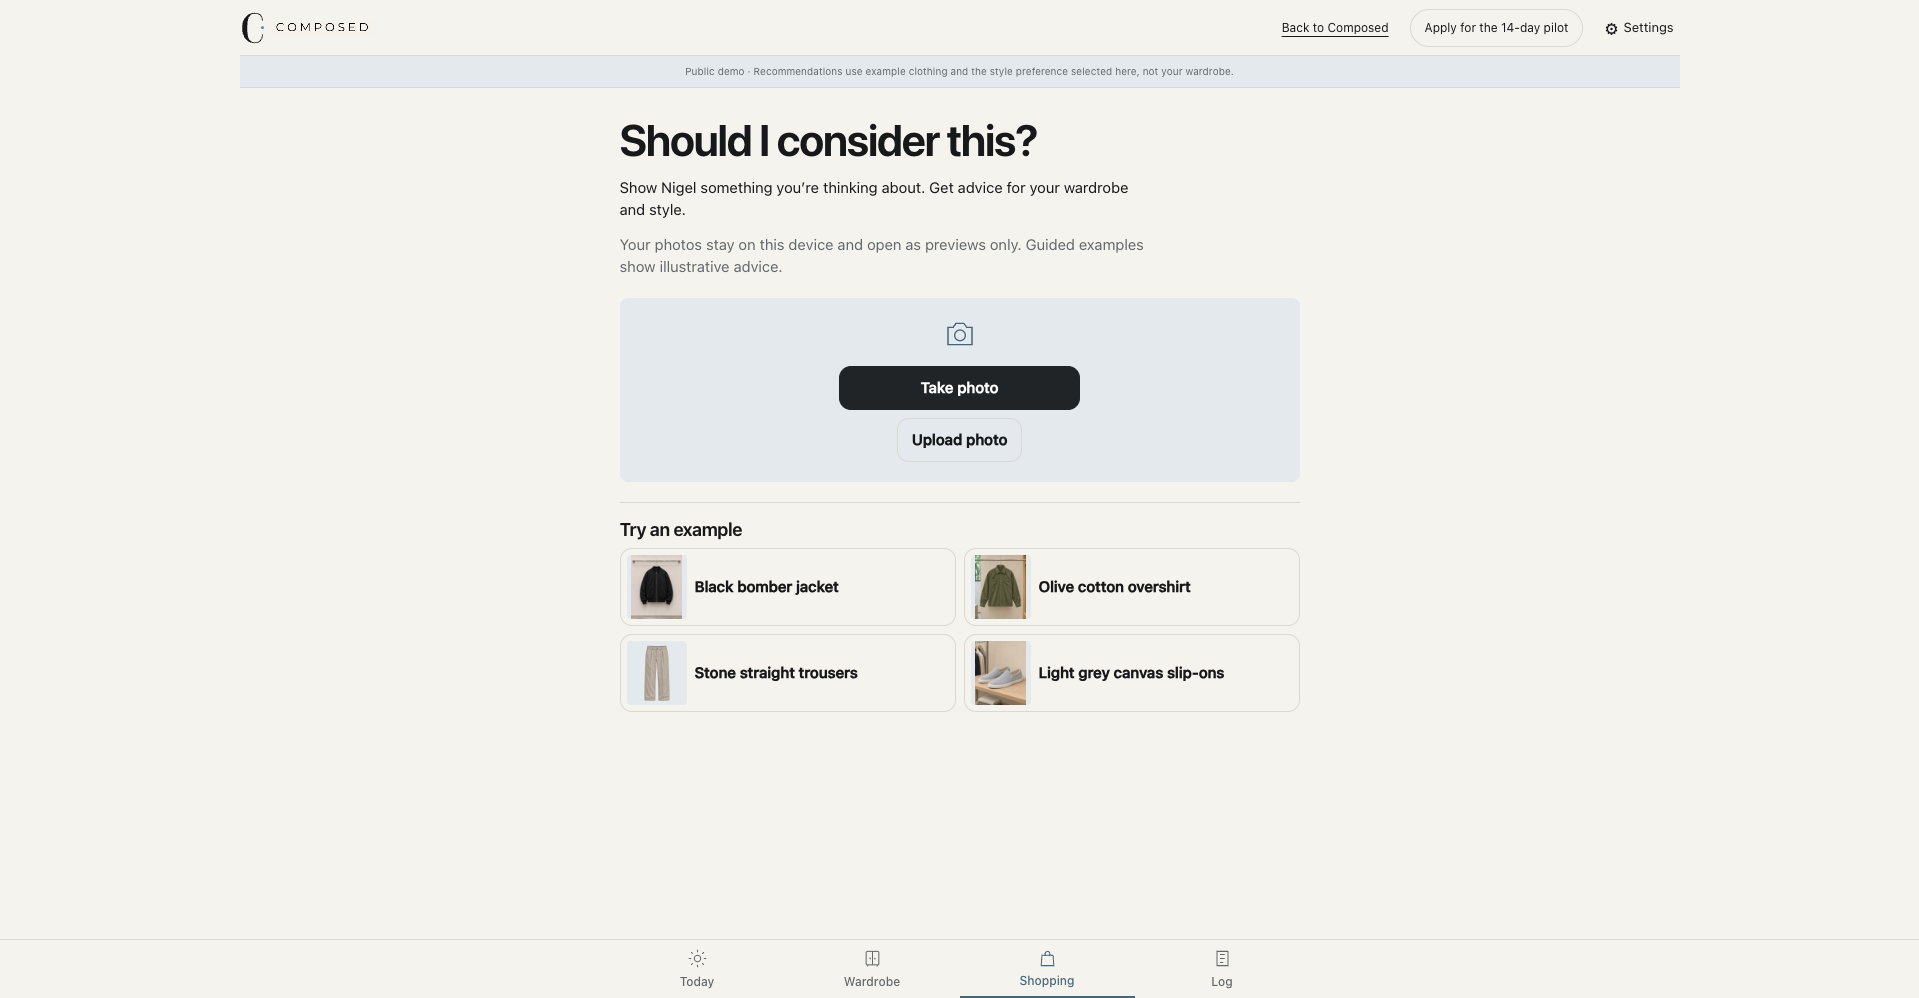 COMPOSED
Back to Composed
Apply for the 14-day pilot
Settings
Public demo · Recommendations use example clothing and the style preference selected here, not your wardrobe.
Should I consider this?
Show Nigel something you’re thinking about. Get advice for your wardrobe
and style.
Your photos stay on this device and open as previews only. Guided examples
show illustrative advice.
Take photo
Upload photo
Try an example
Black bomber jacket
Olive cotton overshirt
Stone straight trousers
Light grey canvas slip-ons
Today
Wardrobe
Shopping
Log